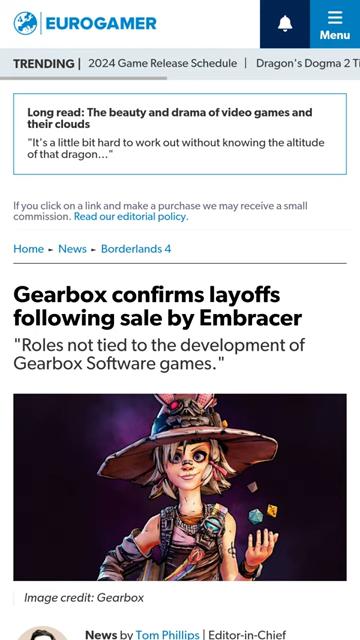 EUROGAMER
Menu
TRENDING | 2024 Game Release Schedule | Dragon's Dogma 2 Ti
Long read: The beauty and drama of video games and
their clouds
"It's a little bit hard to work out without knowing the altitude
of that dragon..."
If you click on a link and make a purchase we may receive a small
commission. Read our editorial policy.
Home - News - Borderlands 4
Gearbox confirms layoffs
following sale by Embracer
"Roles not tied to the development of
Gearbox Software games."
Image credit: Gearbox
News by Tom Phillips | Editor-in-Chief